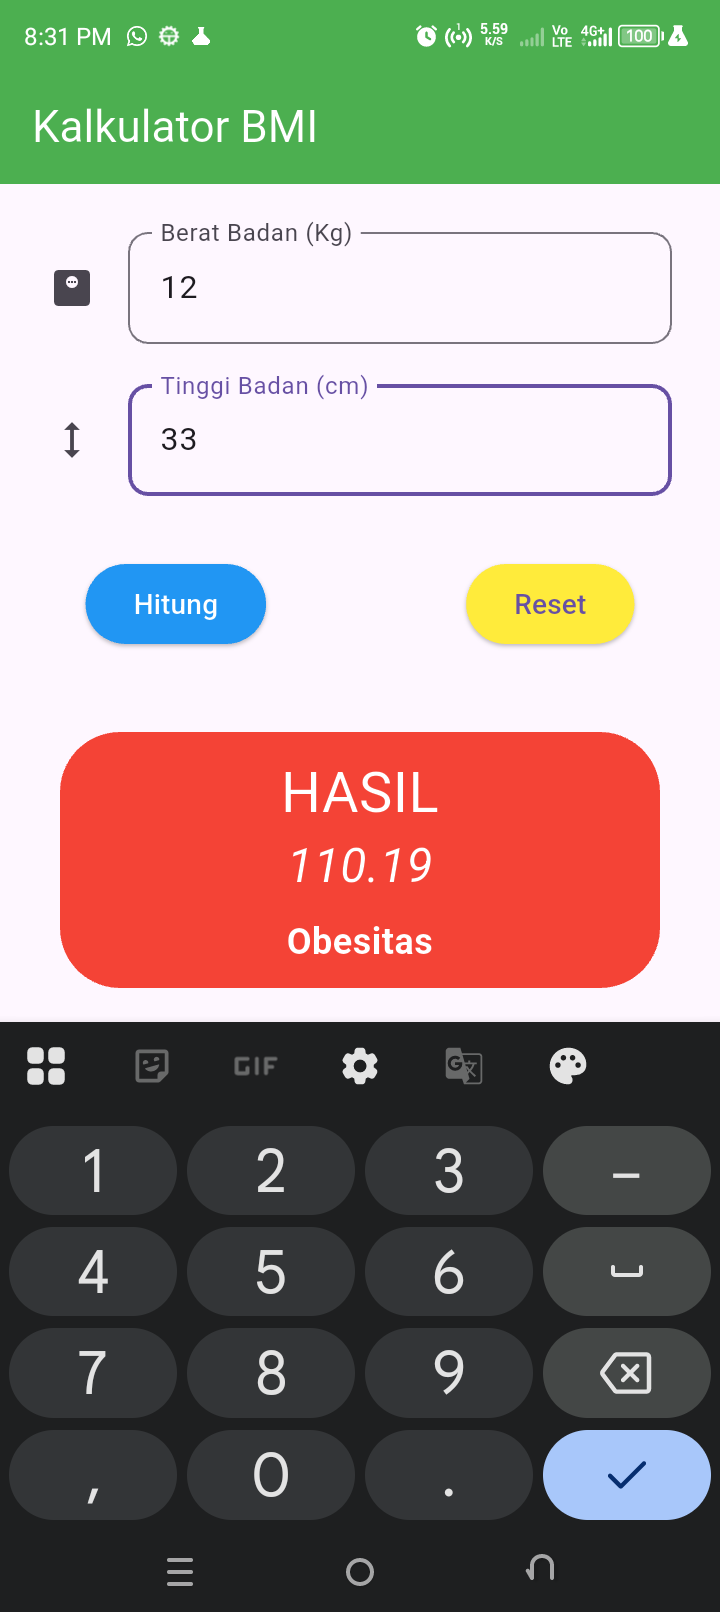 8:31 PM 5.59 K/S Vo LTE 4G+ 100
Kalkulator BMI
Berat Badan (Kg)
12
Tinggi Badan (cm)
33
Hitung Reset
HASIL
110.19
Obesitas
GIF G
1 2 3 –
4 5 6
7 8 9
, 0 .